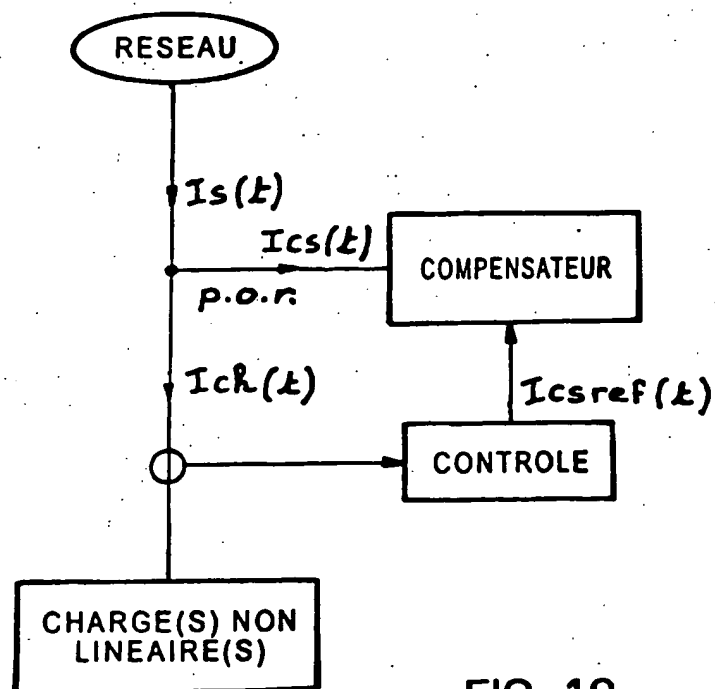 RESEAU
Is(t)
Ics(t)
COMPENSATEUR
p.o.r.
Ich(t)
Icsref(t)
CONTROLE
CHARGE(S) NON
LINEAIRE(S)